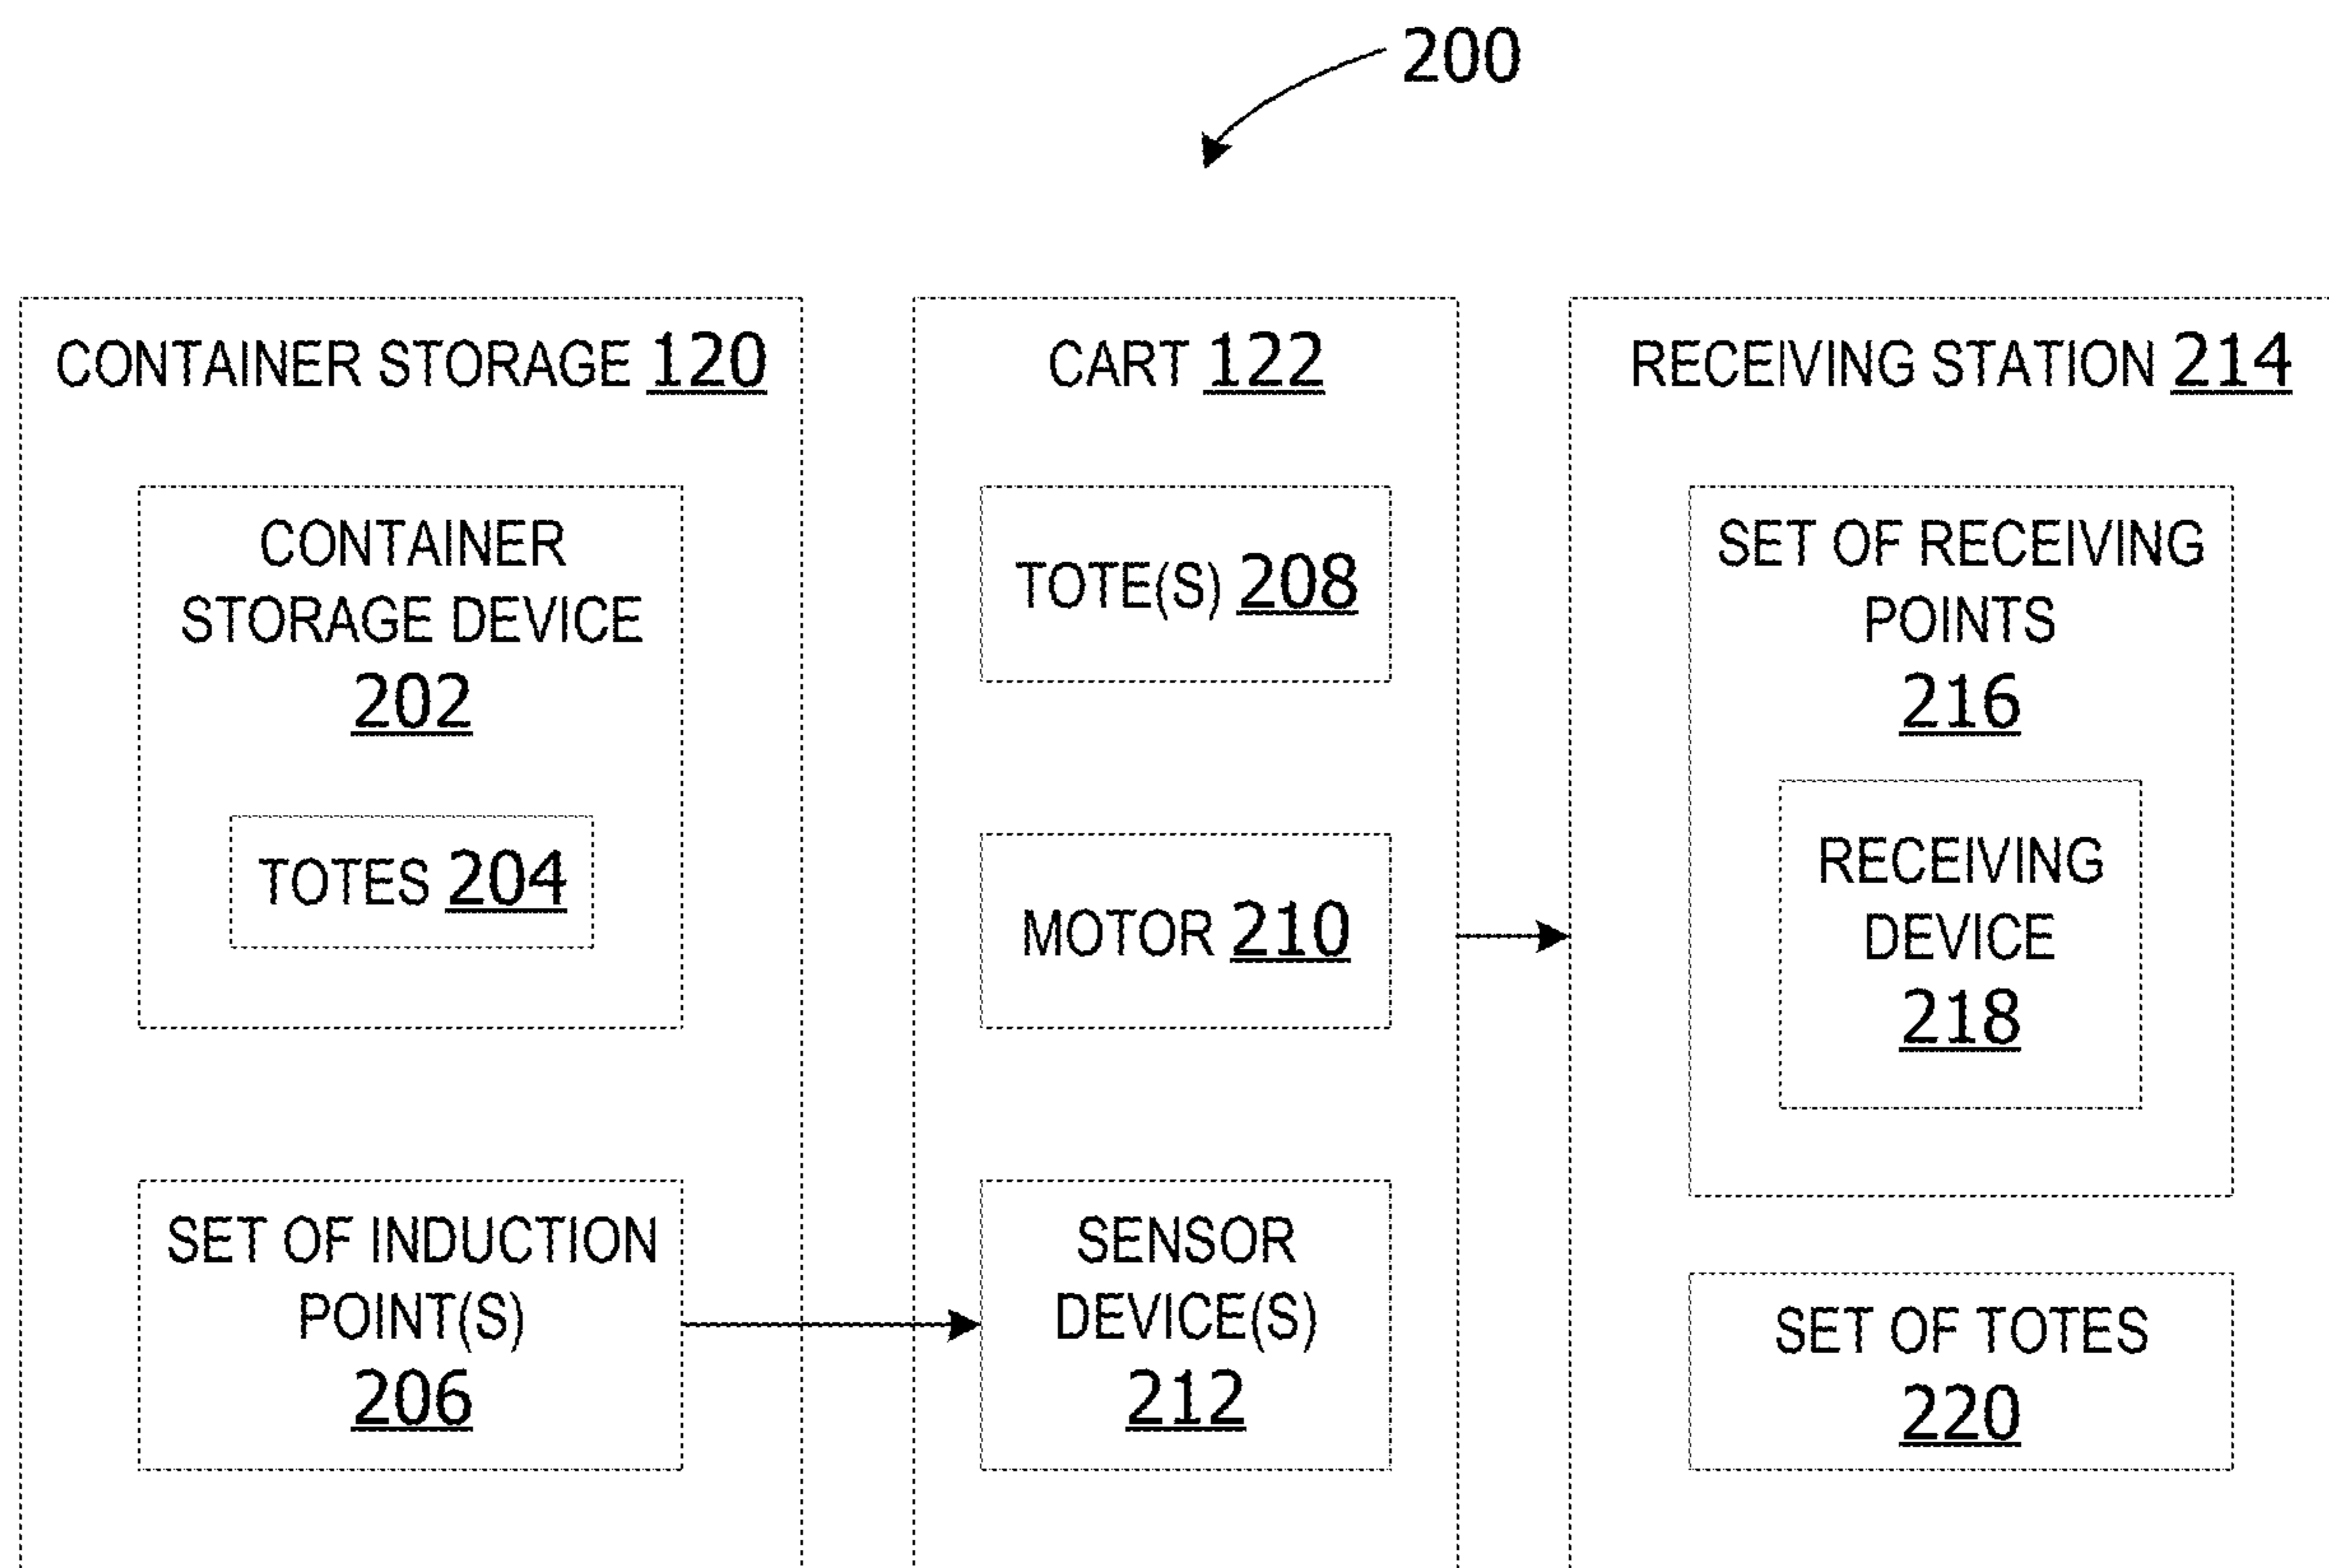 200
CONTAINER STORAGE 120
CONTAINER
STORAGE DEVICE
202
TOTES 204
SET OF INDUCTION
POINT(S)
206
CART 122
TOTE(S) 208
MOTOR 210
SENSOR
DEVICE(S)
212
RECEIVING STATION 214
SET OF RECEIVING
POINTS
216
RECEIVING
DEVICE
218
SET OF TOTES
220